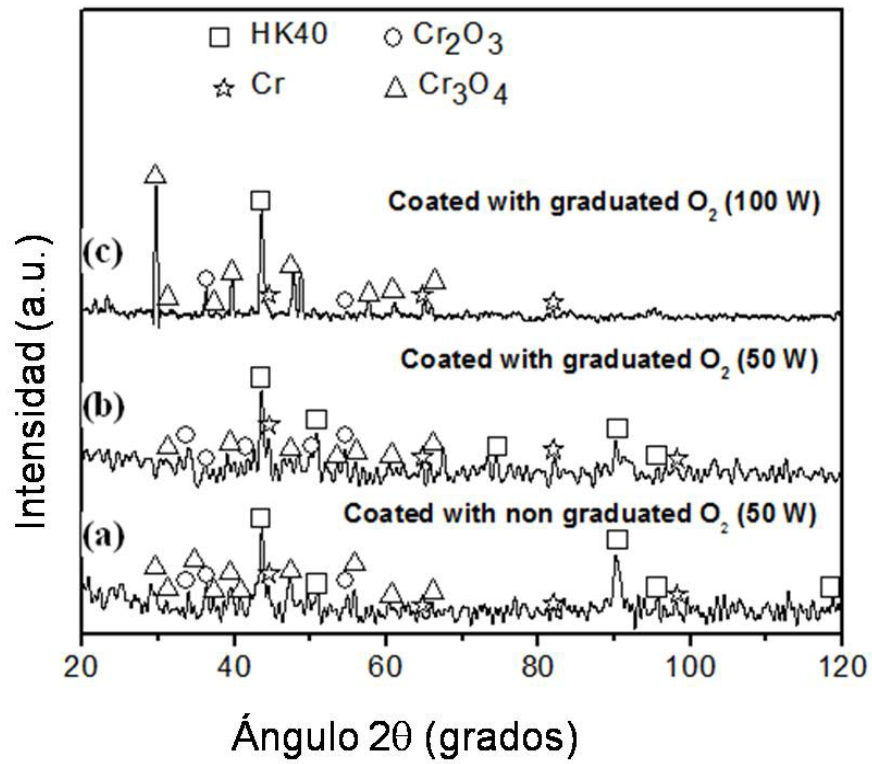 HK40 Cr₂O₃
Cr Cr₃O₄
Coated with graduated O₂ (100 W)
(c)
Coated with graduated O₂ (50 W)
(b)
Coated with non graduated O₂ (50 W)
(a)
Intensidad (a.u.)
20 40 60 80 100 120
Ángulo 2θ (grados)